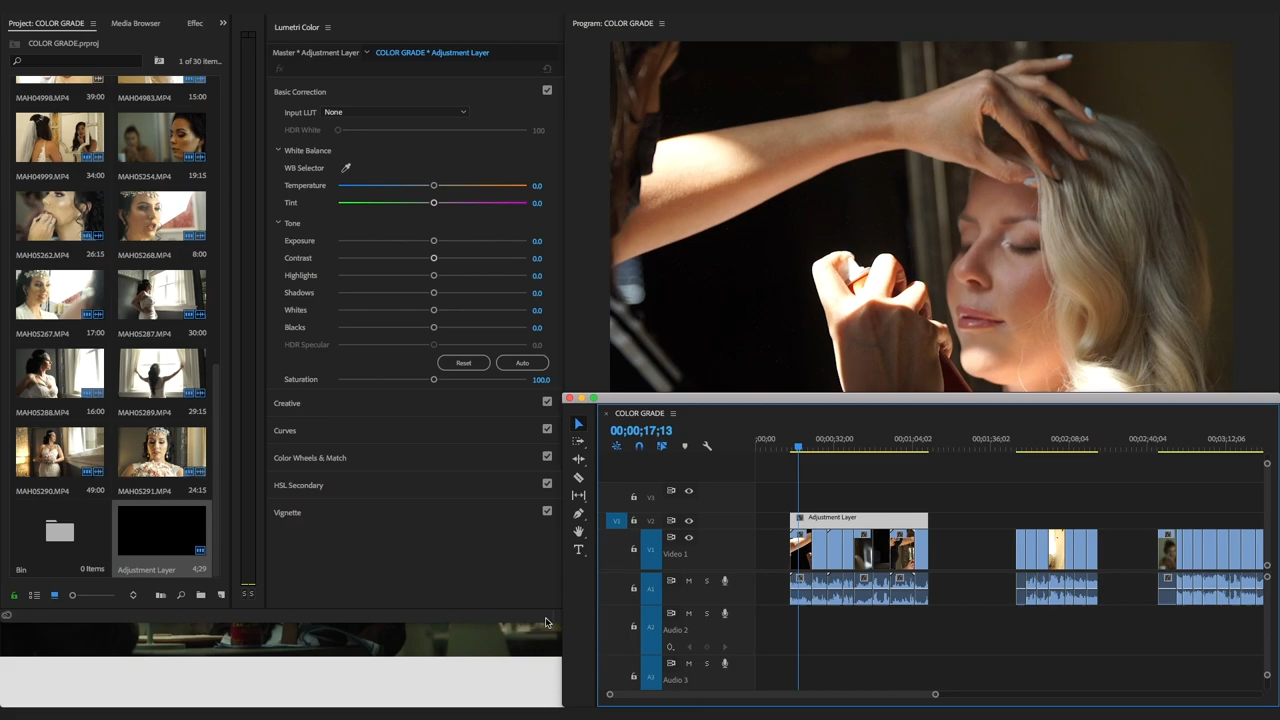 Project: COLOR GRADE
Media Browser
Effec
COLOR GRADE.prproj
1 of 30 item...
MAH04998.MP4 39:00
MAH04983.MP4 15:00
MAH04999.MP4 34:00
MAH05254.MP4 19:15
MAH05262.MP4 26:15
MAH05268.MP4 8:00
MAH05267.MP4 17:00
MAH05287.MP4 30:00
MAH05288.MP4 16:00
MAH05289.MP4 29:15
MAH05290.MP4 49:00
MAH05291.MP4 24:15
Bin 0 Items
Adjustment Layer 4;29
S S
Lumetri Color
Master * Adjustment Layer
COLOR GRADE * Adjustment Layer
fx
Basic Correction
Input LUT None
HDR White 100
White Balance
WB Selector
Temperature 0.0
Tint 0.0
Tone
Exposure 0.0
Contrast 0.0
Highlights 0.0
Shadows 0.0
Whites 0.0
Blacks 0.0
HDR Specular 0.0
Reset
Auto
Saturation 100.0
Creative
Curves
Color Wheels & Match
HSL Secondary
Vignette
Program: COLOR GRADE
× COLOR GRADE
00;00;17;13
;00;00 00;00;32;00 00;01;04;02 00;01;36;02 00;02;08;04 00;02;40;04 00;03;12;06
V3
V1 V2
Adjustment Layer
V1
Video 1
A1 M S
A2 M S
Audio 2
A3 M S
Audio 3
T